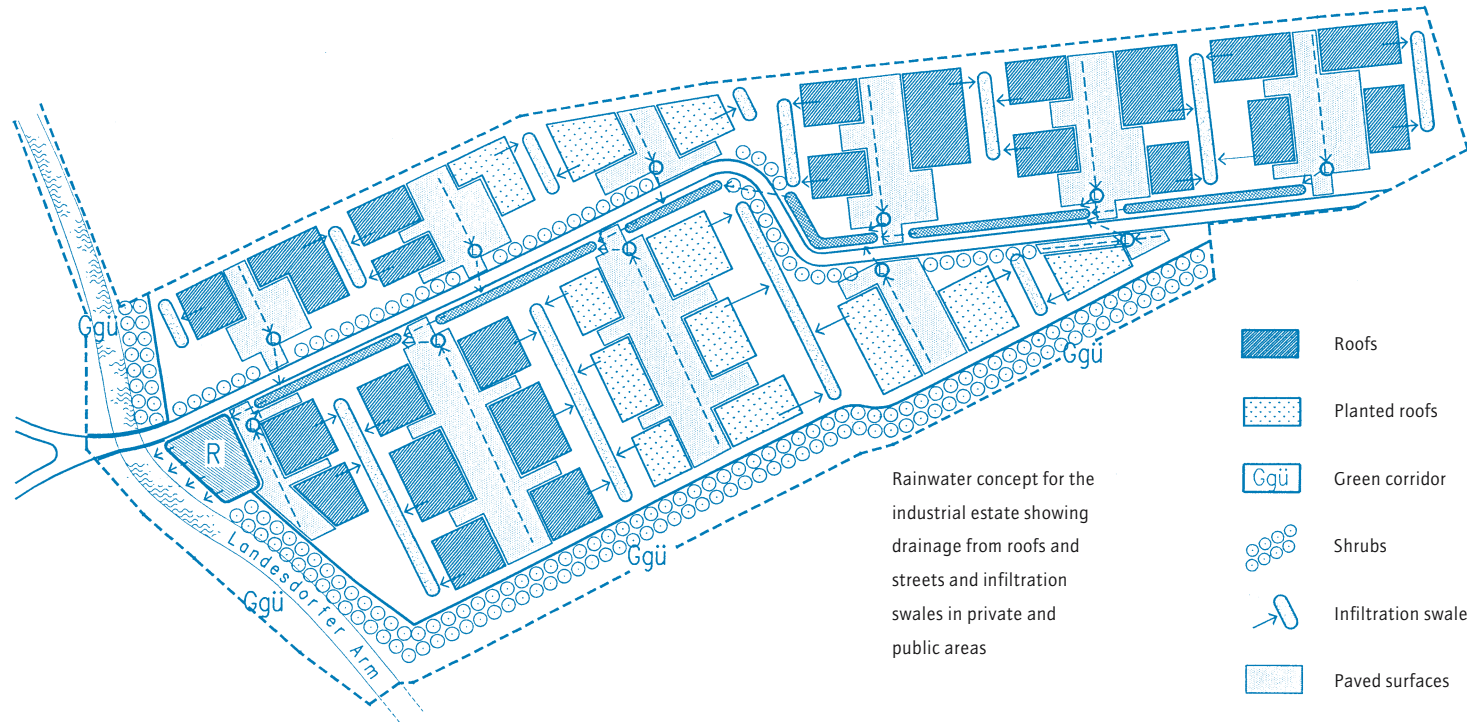 Ggü
R
Landesdorfer Arm
Ggü
Ggü
Ggü
Rainwater concept for the
industrial estate showing
drainage from roofs and
streets and infiltration
swales in private and
public areas
Roofs
Planted roofs
Ggü
Green corridor
Shrubs
Infiltration swale
Paved surfaces